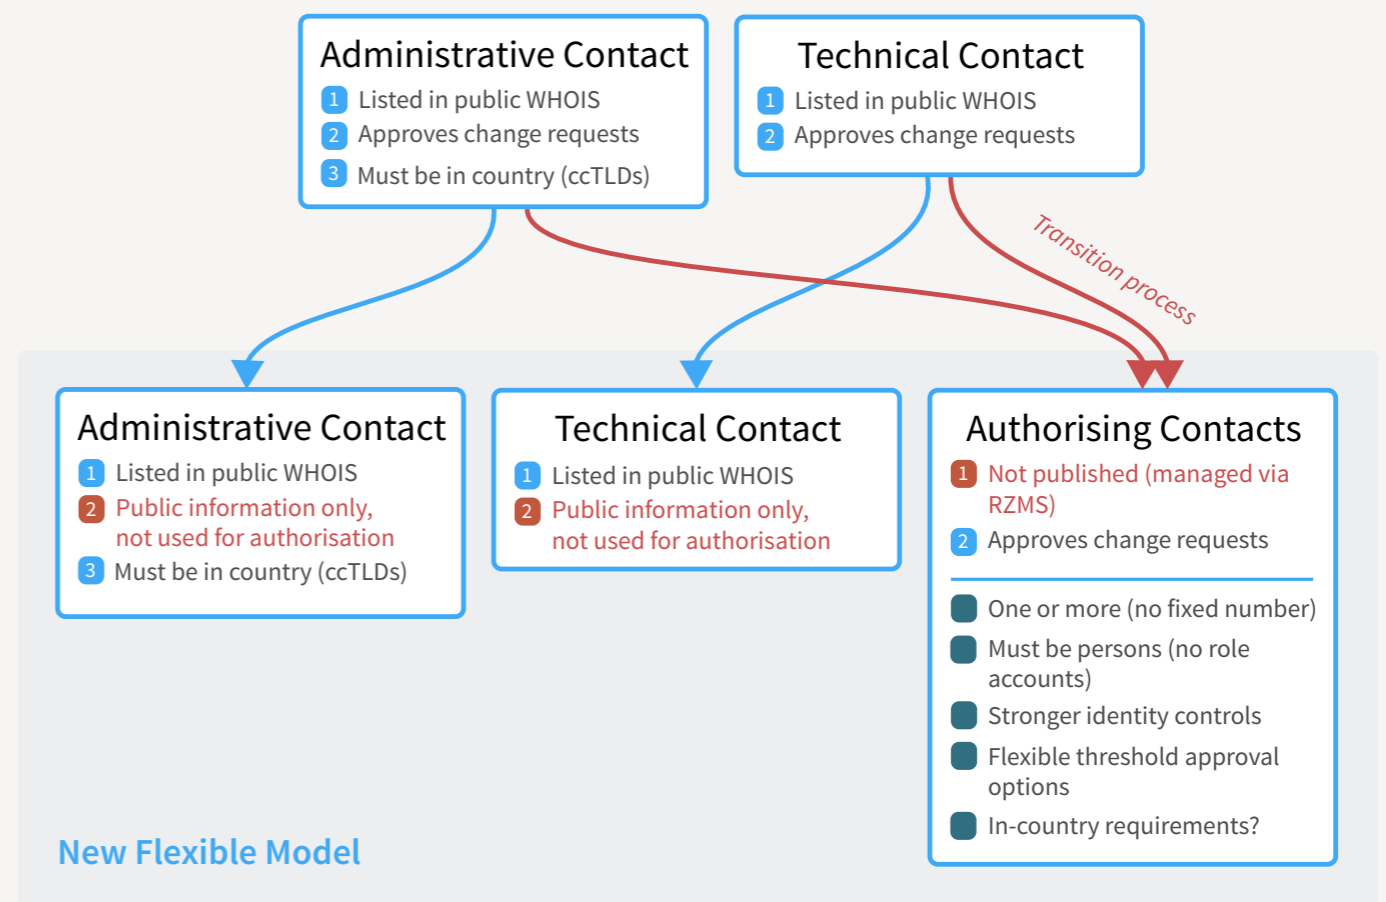 Administrative Contact
1 Listed in public WHOIS
2 Approves change requests
3 Must be in country (ccTLDs)
Technical Contact
1 Listed in public WHOIS
2 Approves change requests
Transition process
Administrative Contact
1 Listed in public WHOIS
2 Public information only,
not used for authorisation
3 Must be in country (ccTLDs)
Technical Contact
1 Listed in public WHOIS
2 Public information only,
not used for authorisation
Authorising Contacts
1 Not published (managed via
RZMS)
2 Approves change requests
One or more (no fixed number)
Must be persons (no role
accounts)
Stronger identity controls
Flexible threshold approval
options
In-country requirements?
New Flexible Model